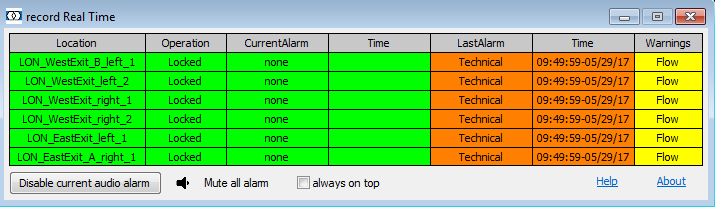 record Real Time
Location Operation CurrentAlarm Time LastAlarm Time Warnings
LON_WestExit_B_left_1 Locked none Technical 09:49:59-05/29/17 Flow
LON_WestExit_left_2 Locked none Technical 09:49:59-05/29/17 Flow
LON_WestExit_right_1 Locked none Technical 09:49:59-05/29/17 Flow
LON_WestExit_right_2 Locked none Technical 09:49:59-05/29/17 Flow
LON_EastExit_left_1 Locked none Technical 09:49:59-05/29/17 Flow
LON_EastExit_A_right_1 Locked none Technical 09:49:59-05/29/17 Flow
Disable current audio alarm Mute all alarm always on top Help About